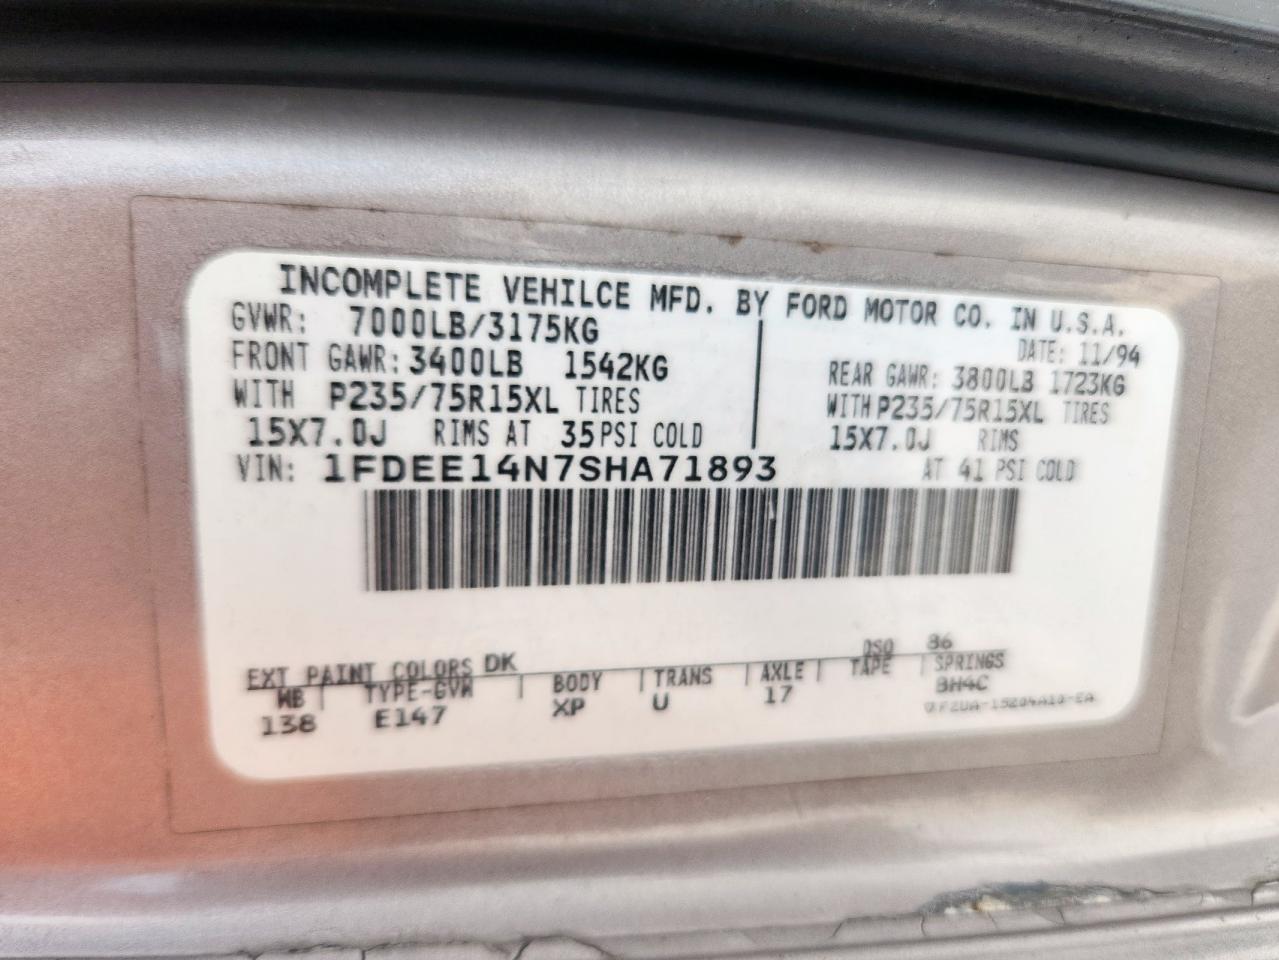 INCOMPLETE VEHILCE MFD. BY FORD MOTOR CO. IN U.S.A.
GVWR: 7000LB/3175KG
DATE: 11/94
FRONT GAWR: 3400LB 1542KG
REAR GAWR: 3800LB 1723KG
WITH P235/75R15XL TIRES
WITH P235/75R15XL TIRES
15X7.0J RIMS AT 35 PSI COLD
15X7.0J RIMS
AT 41 PSI COLD
VIN: 1FDEE14N7SHA71893
EXT PAINT COLORS DK DSO 86
WB TYPE-GVW BODY TRANS AXLE TAPE SPRINGS
138 E147 XP U 17 BH4C